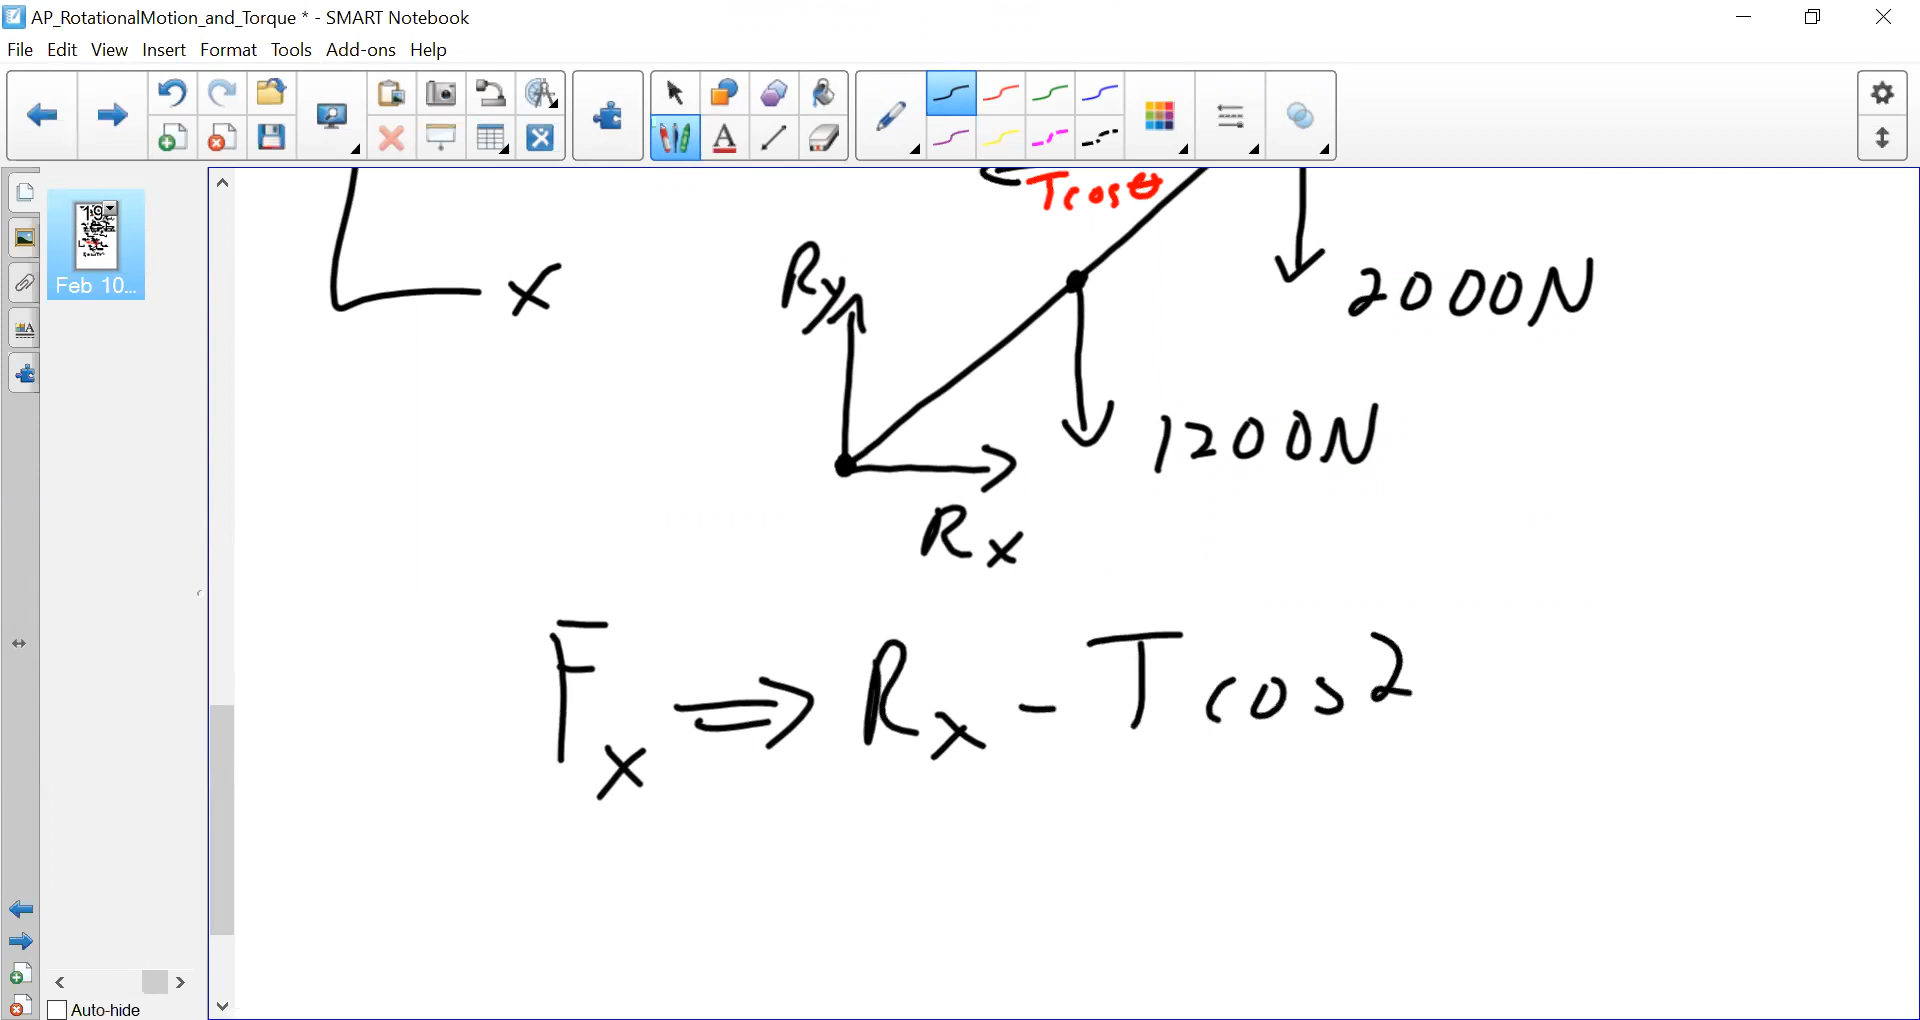 AP_RotationalMotion_and_Torque * - SMART Notebook
File Edit View Insert Format Tools Add-ons Help
Tcosθ
Ry
x
2000N
1200N
Rx
Fx ⇒ Rx - Tcos2
19
Feb 10...
Auto-hide